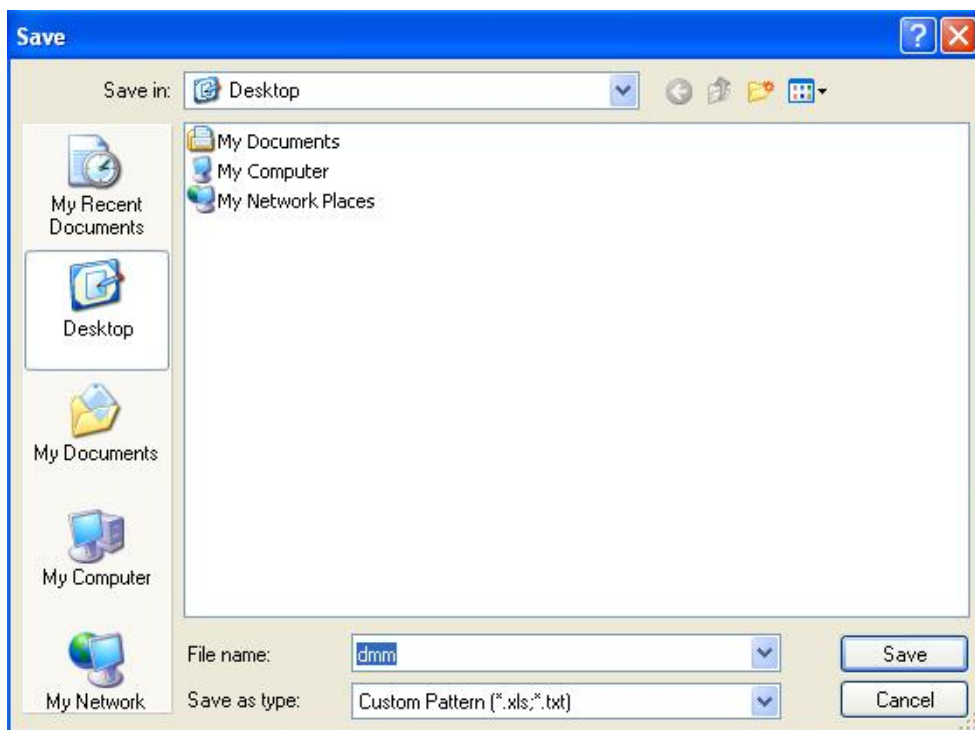 Save
Save in:
Desktop
My Recent
Documents
Desktop
My Documents
My Computer
My Network
My Documents
My Computer
My Network Places
File name:
dmm
Save
Save as type:
Custom Pattern (*.xls;*.txt)
Cancel